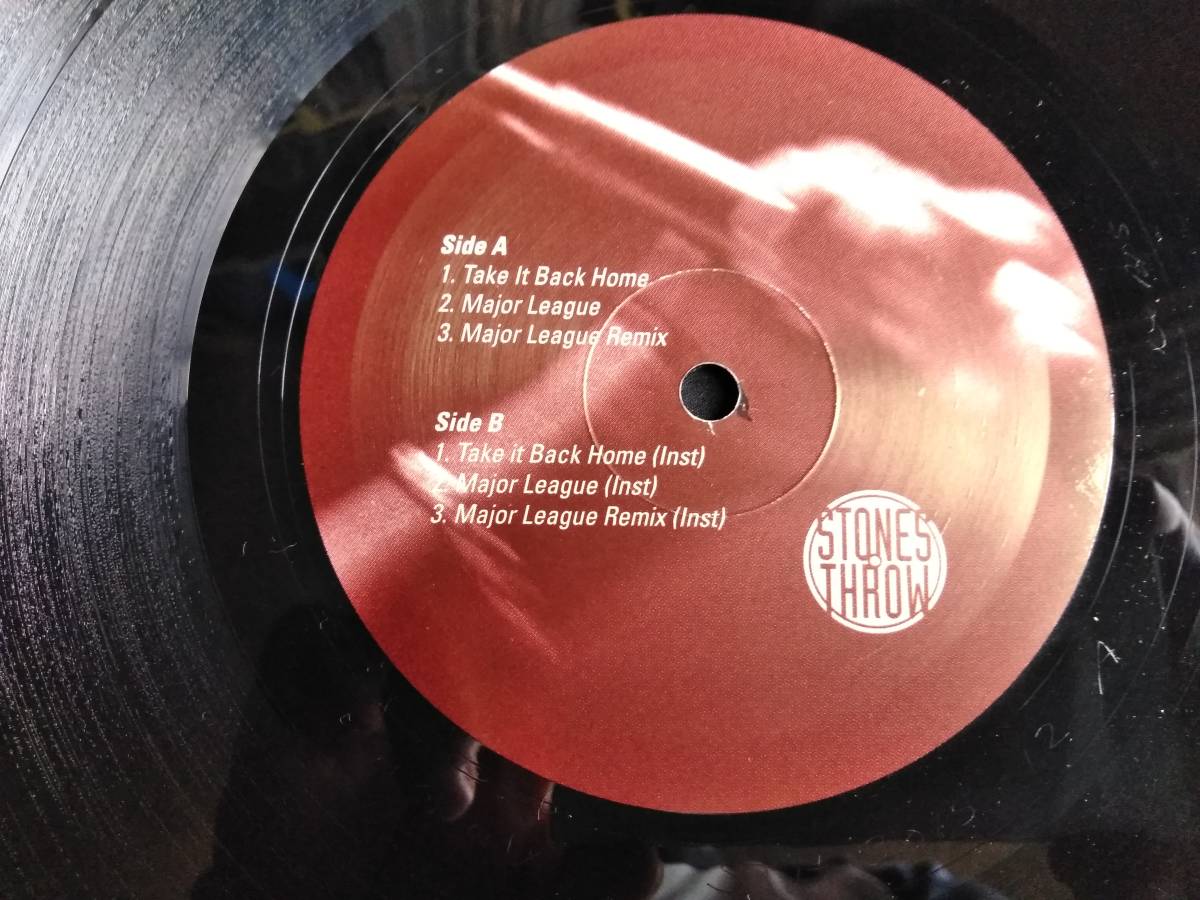 Side A
1. Take It Back Home
2. Major League
3. Major League Remix
Side B
1. Take it Back Home (Inst)
2. Major League (Inst)
3. Major League Remix (Inst)
STONES
THROW